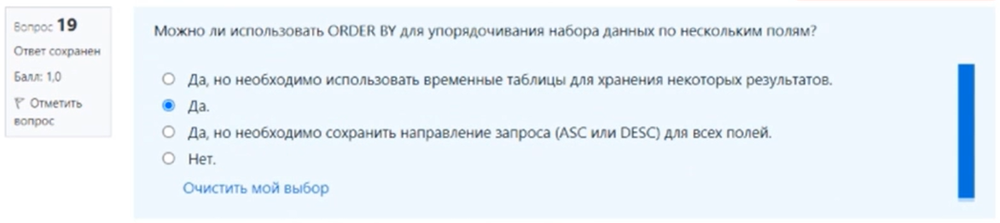 Вопрос 19
Ответ сохранен
Балл: 1,0
Отметить вопрос
Можно ли использовать ORDER BY для упорядочивания набора данных по нескольким полям?
Да, но необходимо использовать временные таблицы для хранения некоторых результатов.
Да.
Да, но необходимо сохранить направление запроса (ASC или DESC) для всех полей.
Нет.
Очистить мой выбор